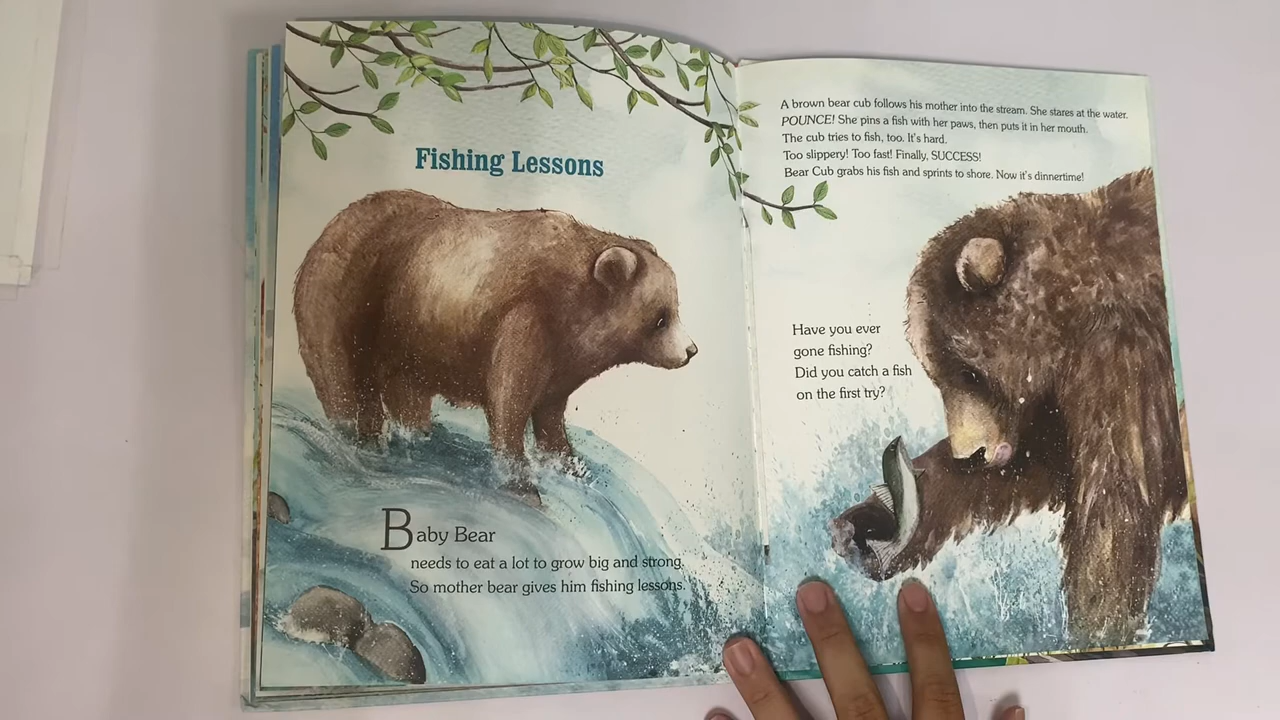 Fishing Lessons
Baby Bear
needs to eat a lot to grow big and strong.
So mother bear gives him fishing lessons.
A brown bear cub follows his mother into the stream. She stares at the water.
POUNCE! She pins a fish with her paws, then puts it in her mouth.
The cub tries to fish, too. It's hard.
Too slippery! Too fast! Finally, SUCCESS!
Bear Cub grabs his fish and sprints to shore. Now it's dinnertime!
Have you ever
gone fishing?
Did you catch a fish
on the first try?